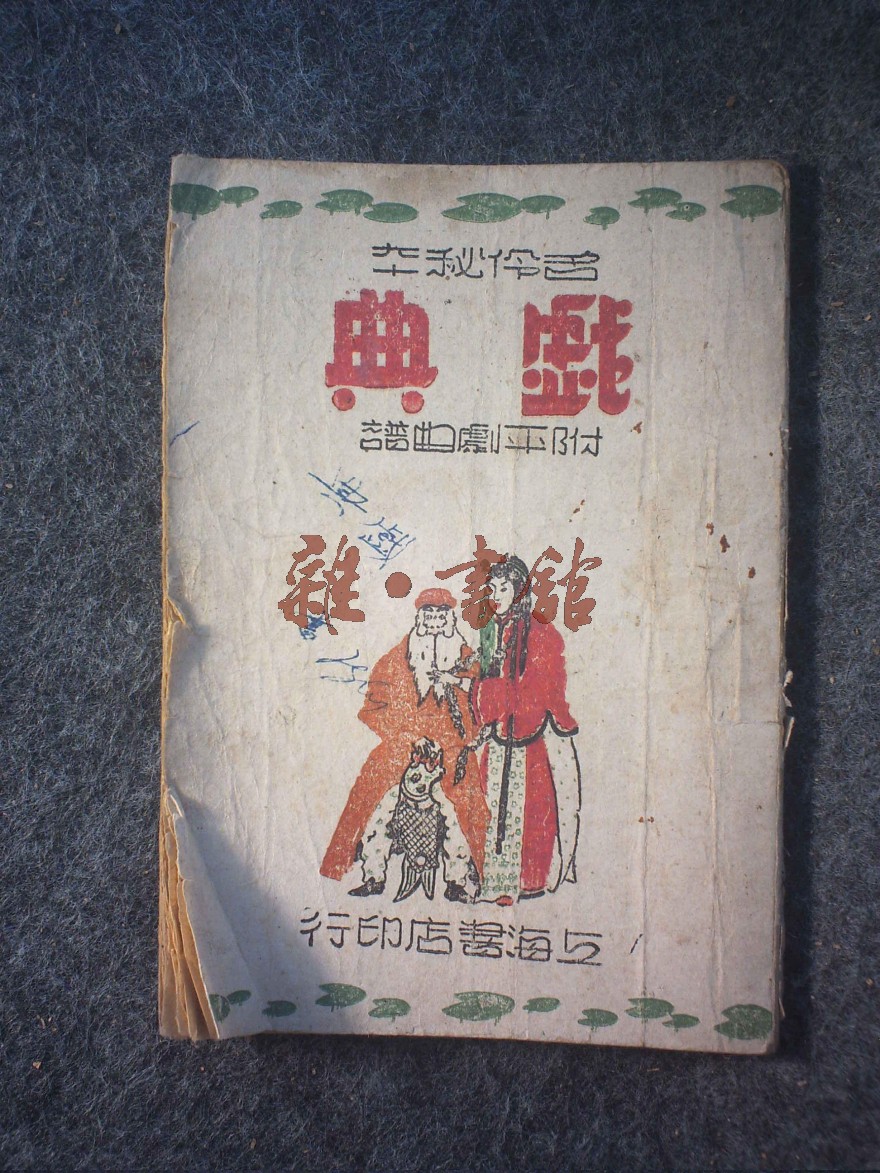 名伶秘本
戲典
附平劇曲譜
雜·書館
上海書店印行